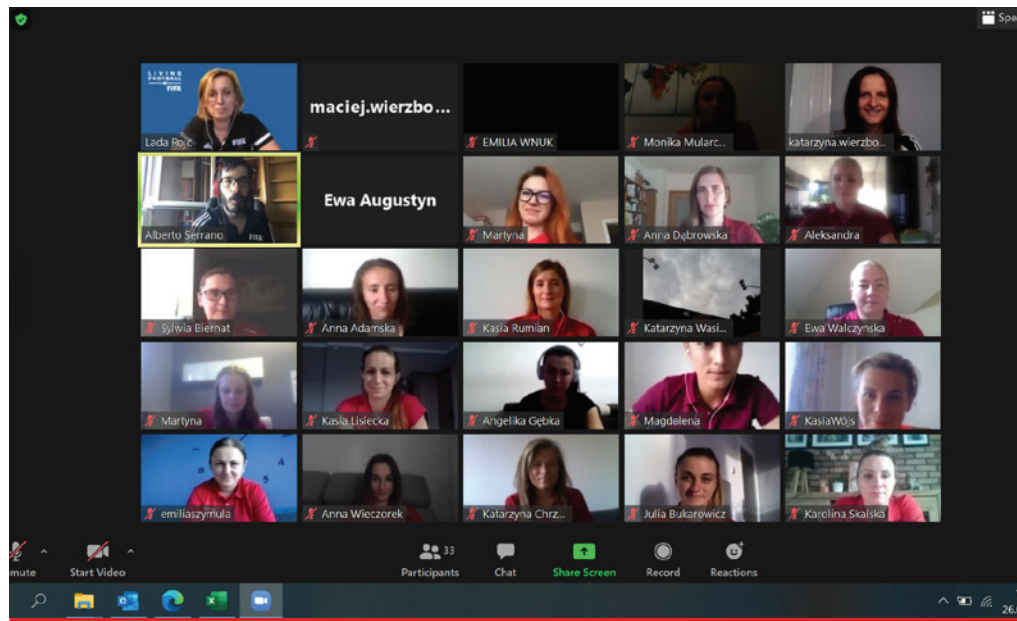 Spe
LIVING
FOOTBALL
FIFA
Lada Rojc
FIFA
maciej.wierzbo...
EMILIA WNUK
Monika Mularc...
katarzyna.wierzbo...
Alberto Serrano
FIFA
Ewa Augustyn
Martyna
Anna Dąbrowska
Aleksandra
Sylwia Biernat
Anna Adamska
Kasia Rumian
Katarzyna Wasi...
Ewa Walczynska
Martyna
Kasia Lisiecka
Angelika Gębka
Magdalena
KasiaWójs
emiliaszymula
Anna Wieczorek
Katarzyna Chrz...
Julia Bukarowicz
Karolina Skalska
mute
Start Video
33
Participants
Chat
Share Screen
Record
Reactions
26.